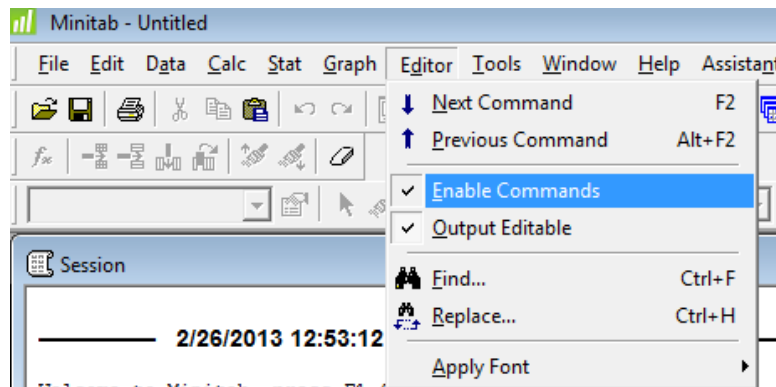 Minitab - Untitled
File Edit Data Calc Stat Graph Editor Tools Window Help Assistant
Next Command F2
Previous Command Alt+F2
fx
Enable Commands
Output Editable
Session
Find... Ctrl+F
Replace... Ctrl+H
2/26/2013 12:53:12
Apply Font